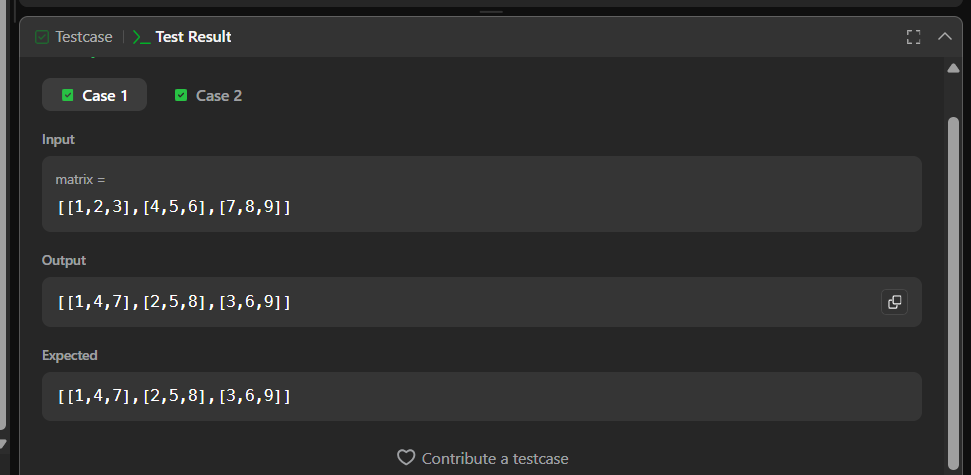 Testcase
Test Result
Case 1
Case 2
Input
matrix =
[[1,2,3],[4,5,6],[7,8,9]]
Output
[[1,4,7],[2,5,8],[3,6,9]]
Expected
[[1,4,7],[2,5,8],[3,6,9]]
Contribute a testcase